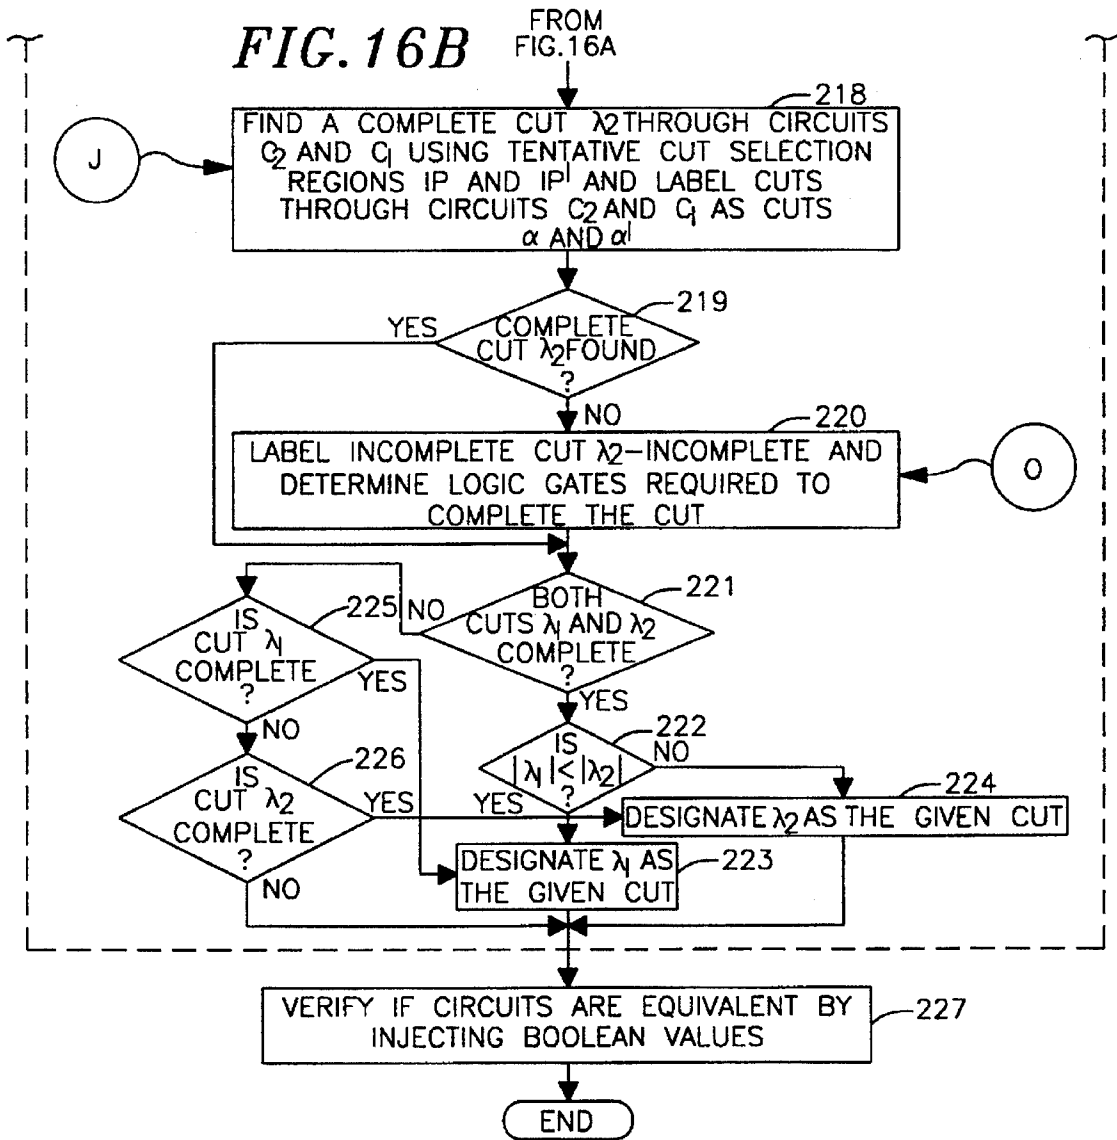 FIG. 16B
FROM
FIG. 16A
218
FIND A COMPLETE CUT λ2 THROUGH CIRCUITS
C2 AND C1 USING TENTATIVE CUT SELECTION
REGIONS IP AND IP' AND LABEL CUTS
THROUGH CIRCUITS C2 AND C1 AS CUTS
α AND α'
J
219
COMPLETE
CUT λ2 FOUND
?
YES
NO
220
LABEL INCOMPLETE CUT λ2-INCOMPLETE AND
DETERMINE LOGIC GATES REQUIRED TO
COMPLETE THE CUT
O
221
BOTH
CUTS λ1 AND λ2
COMPLETE
?
NO
YES
225
IS
CUT λ1
COMPLETE
?
YES
NO
222
IS
|λ1|<|λ2|
?
NO
YES
226
IS
CUT λ2
COMPLETE
?
YES
NO
224
DESIGNATE λ2 AS THE GIVEN CUT
223
DESIGNATE λ1 AS
THE GIVEN CUT
VERIFY IF CIRCUITS ARE EQUIVALENT BY
INJECTING BOOLEAN VALUES
227
END